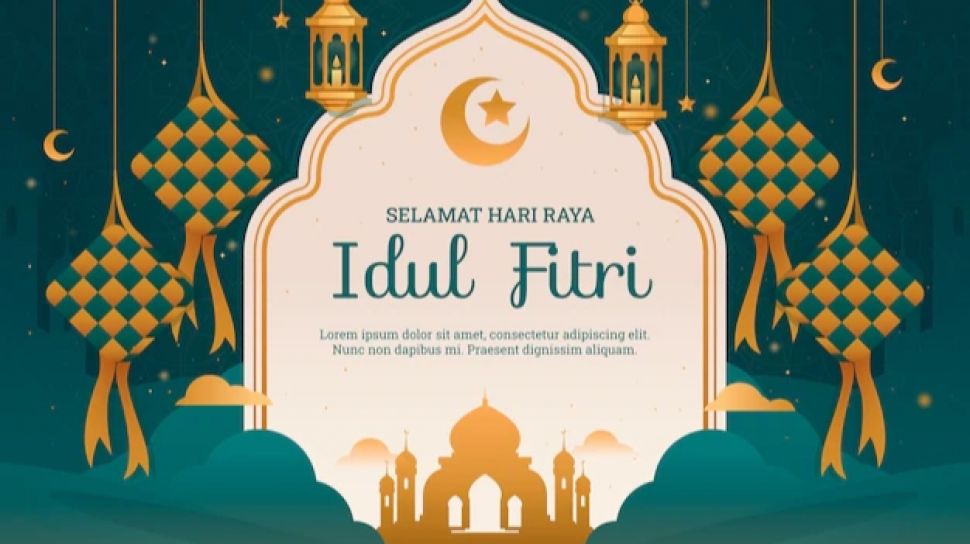 SELAMAT HARI RAYA
Idul Fitri
Lorem ipsum dolor sit amet, consectetur adipiscing elit.
Nunc non dapibus mi. Praesent dignissim aliquam.